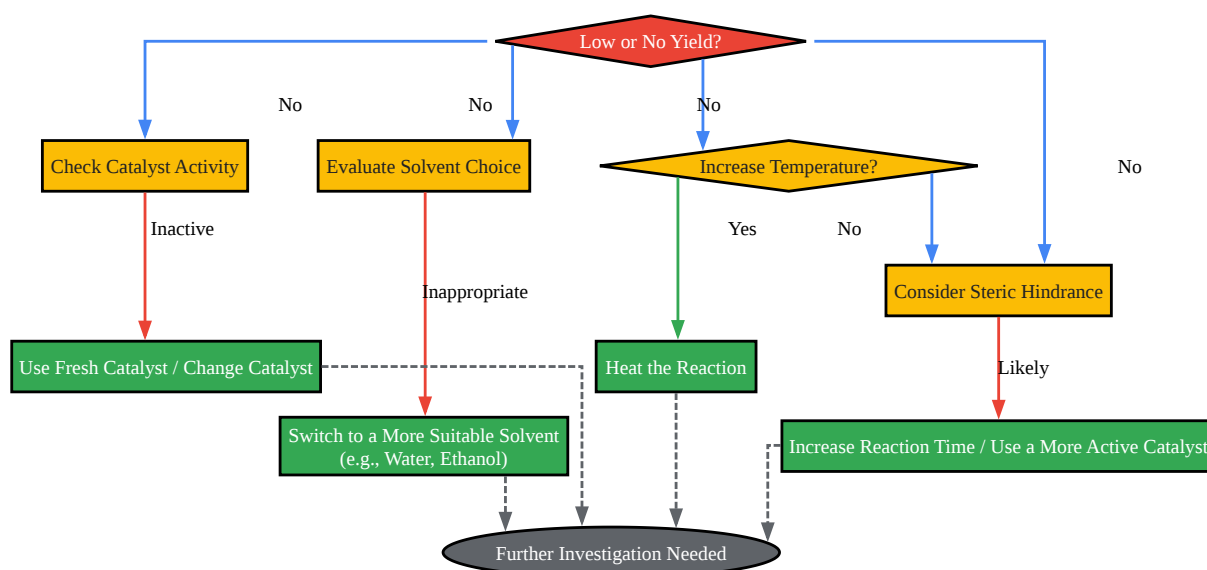 Low or No Yield?
No
No
No
No
Check Catalyst Activity
Evaluate Solvent Choice
Increase Temperature?
Inactive
Yes
No
Inappropriate
Consider Steric Hindrance
Use Fresh Catalyst / Change Catalyst
Heat the Reaction
Likely
Switch to a More Suitable Solvent
(e.g., Water, Ethanol)
Increase Reaction Time / Use a More Active Catalyst
Further Investigation Needed